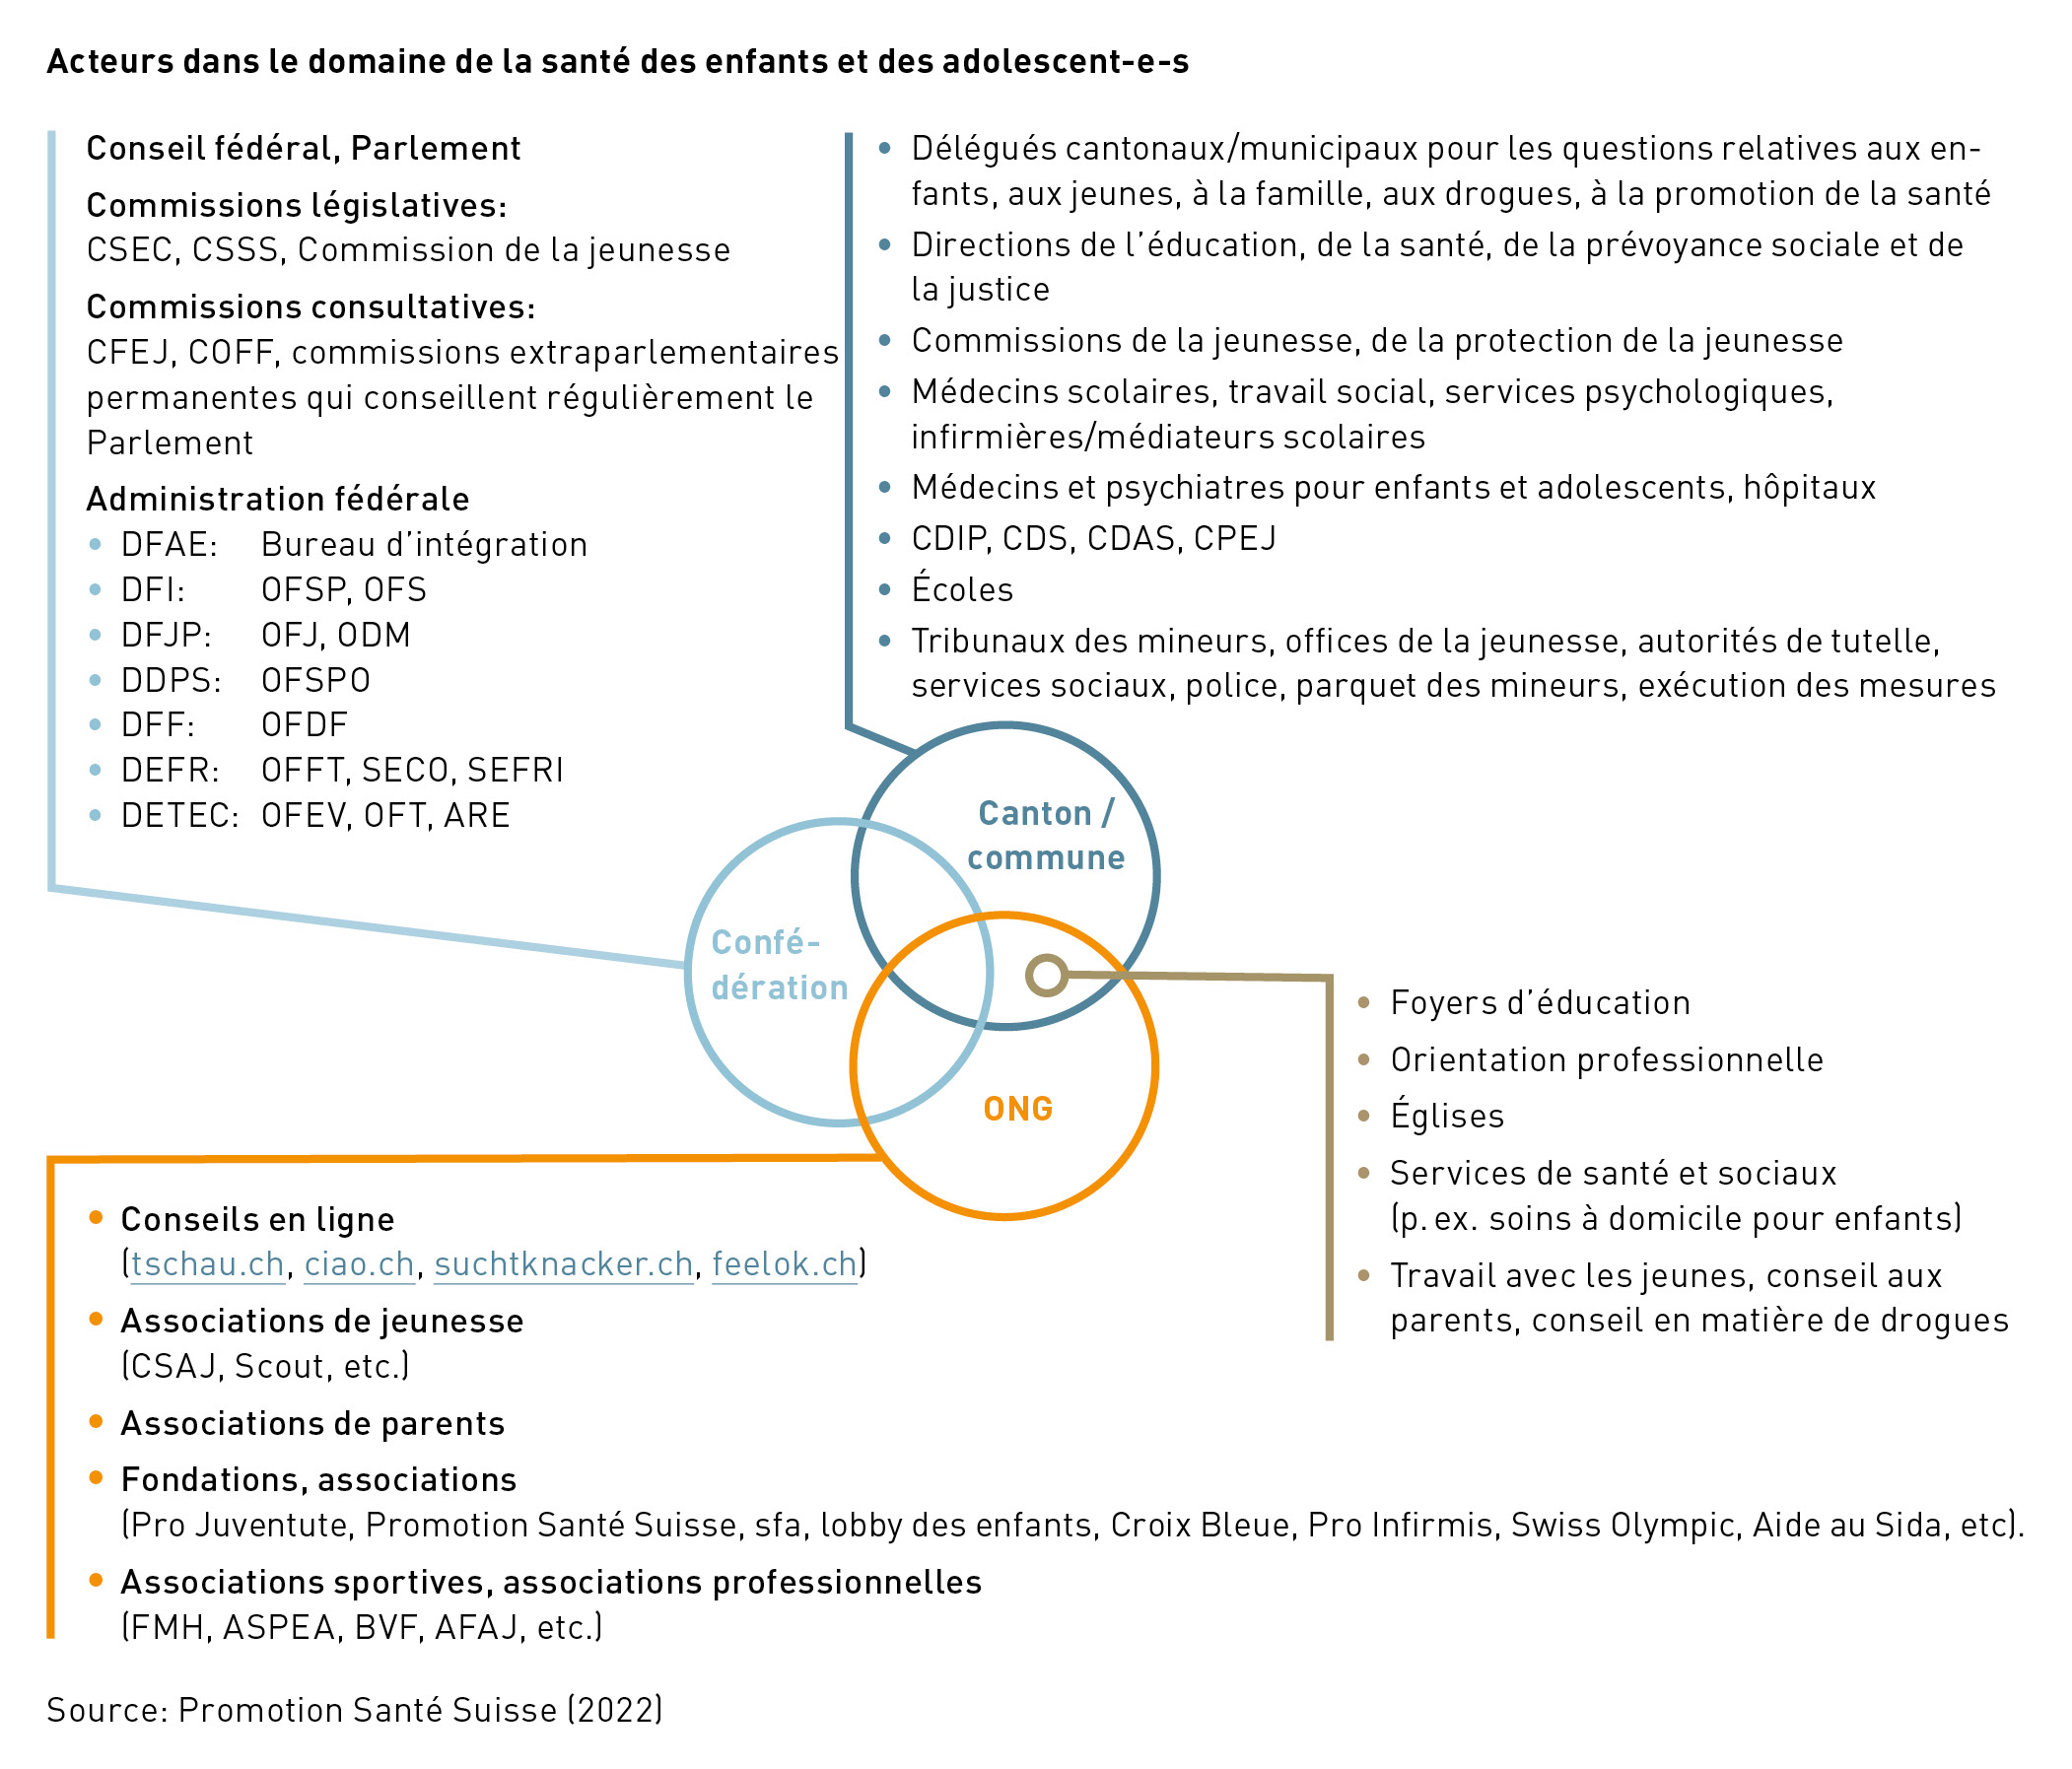 Acteurs dans le domaine de la santé des enfants et des adolescent-e-s
Conseil fédéral, Parlement
Commissions législatives:
CSEC, CSSS, Commission de la jeunesse
Commissions consultatives:
CFEJ, COFF, commissions extraparlementaires
permanentes qui conseillent régulièrement le
Parlement
Administration fédérale
• DFAE: Bureau d’intégration
• DFI: OFSP, OFS
• DFJP: OFJ, ODM
• DDPS: OFSPO
• DFF: OFDF
• DEFR: OFFT, SECO, SEFRI
• DETEC: OFEV, OFT, ARE
• Délégués cantonaux/municipaux pour les questions relatives aux en-
fants, aux jeunes, à la famille, aux drogues, à la promotion de la santé
• Directions de l’éducation, de la santé, de la prévoyance sociale et de
la justice
• Commissions de la jeunesse, de la protection de la jeunesse
• Médecins scolaires, travail social, services psychologiques,
infirmières/médiateurs scolaires
• Médecins et psychiatres pour enfants et adolescents, hôpitaux
• CDIP, CDS, CDAS, CPEJ
• Écoles
• Tribunaux des mineurs, offices de la jeunesse, autorités de tutelle,
services sociaux, police, parquet des mineurs, exécution des mesures
Canton /
commune
Confé-
dération
ONG
• Foyers d’éducation
• Orientation professionnelle
• Églises
• Services de santé et sociaux
(p. ex. soins à domicile pour enfants)
• Travail avec les jeunes, conseil aux
parents, conseil en matière de drogues
• Conseils en ligne
(tschau.ch, ciao.ch, suchtknacker.ch, feelok.ch)
• Associations de jeunesse
(CSAJ, Scout, etc.)
• Associations de parents
• Fondations, associations
(Pro Juventute, Promotion Santé Suisse, sfa, lobby des enfants, Croix Bleue, Pro Infirmis, Swiss Olympic, Aide au Sida, etc).
• Associations sportives, associations professionnelles
(FMH, ASPEA, BVF, AFAJ, etc.)
Source: Promotion Santé Suisse (2022)